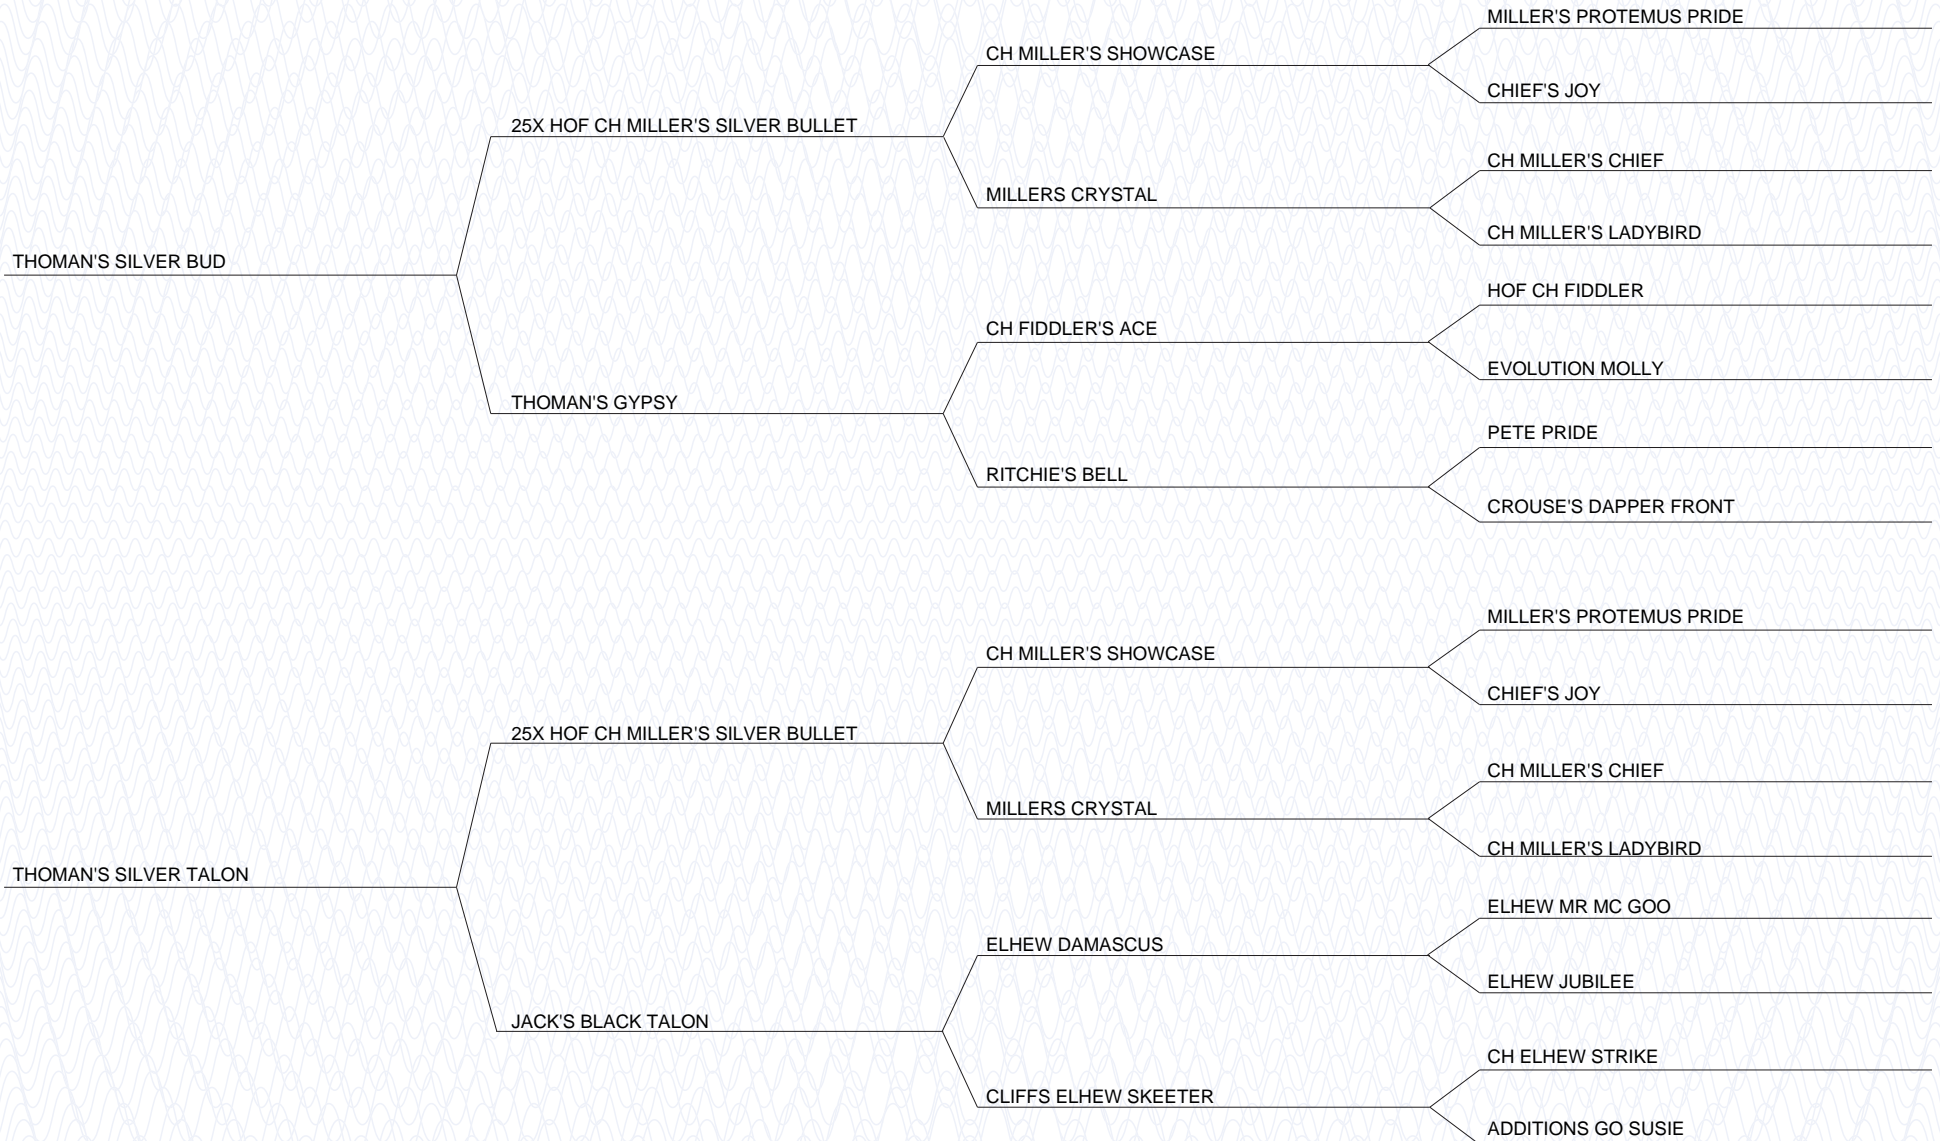 MILLER'S PROTEMUS PRIDE
CH MILLER'S SHOWCASE
CHIEF'S JOY
25X HOF CH MILLER'S SILVER BULLET
CH MILLER'S CHIEF
MILLERS CRYSTAL
CH MILLER'S LADYBIRD
THOMAN'S SILVER BUD
HOF CH FIDDLER
CH FIDDLER'S ACE
EVOLUTION MOLLY
THOMAN'S GYPSY
PETE PRIDE
RITCHIE'S BELL
CROUSE'S DAPPER FRONT
MILLER'S PROTEMUS PRIDE
CH MILLER'S SHOWCASE
CHIEF'S JOY
25X HOF CH MILLER'S SILVER BULLET
CH MILLER'S CHIEF
MILLERS CRYSTAL
CH MILLER'S LADYBIRD
THOMAN'S SILVER TALON
ELHEW MR MC GOO
ELHEW DAMASCUS
ELHEW JUBILEE
JACK'S BLACK TALON
CH ELHEW STRIKE
CLIFFS ELHEW SKEETER
ADDITIONS GO SUSIE